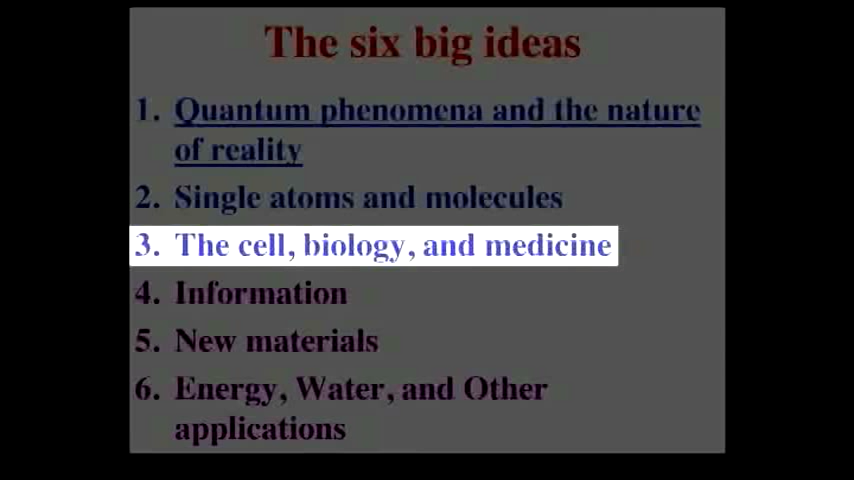 The six big ideas
1. Quantum phenomena and the nature
of reality
2. Single atoms and molecules
3. The cell, biology, and medicine
4. Information
5. New materials
6. Energy, Water, and Other
applications